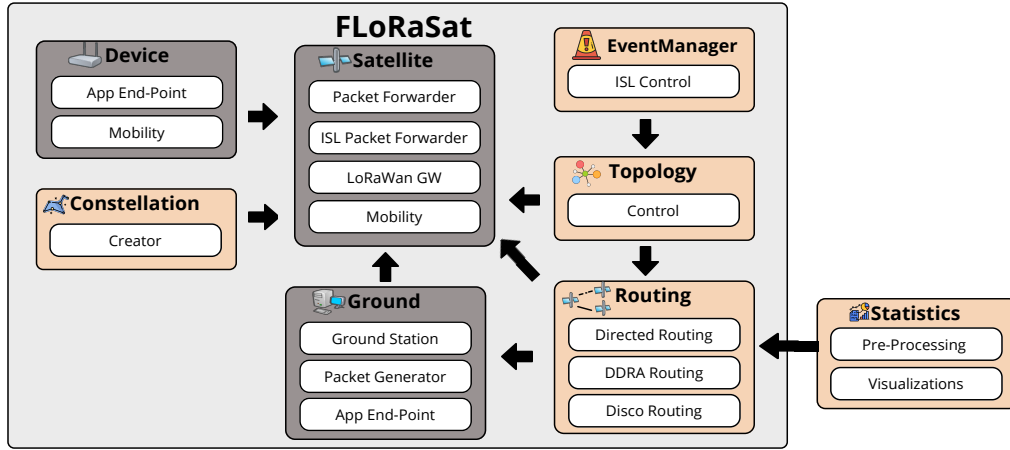 FLoRaSat
Device
App End-Point
Mobility
Constellation
Creator
Satellite
Packet Forwarder
ISL Packet Forwarder
LoRaWan GW
Mobility
Ground
Ground Station
Packet Generator
App End-Point
EventManager
ISL Control
Topology
Control
Routing
Directed Routing
DDRA Routing
Disco Routing
Statistics
Pre-Processing
Visualizations